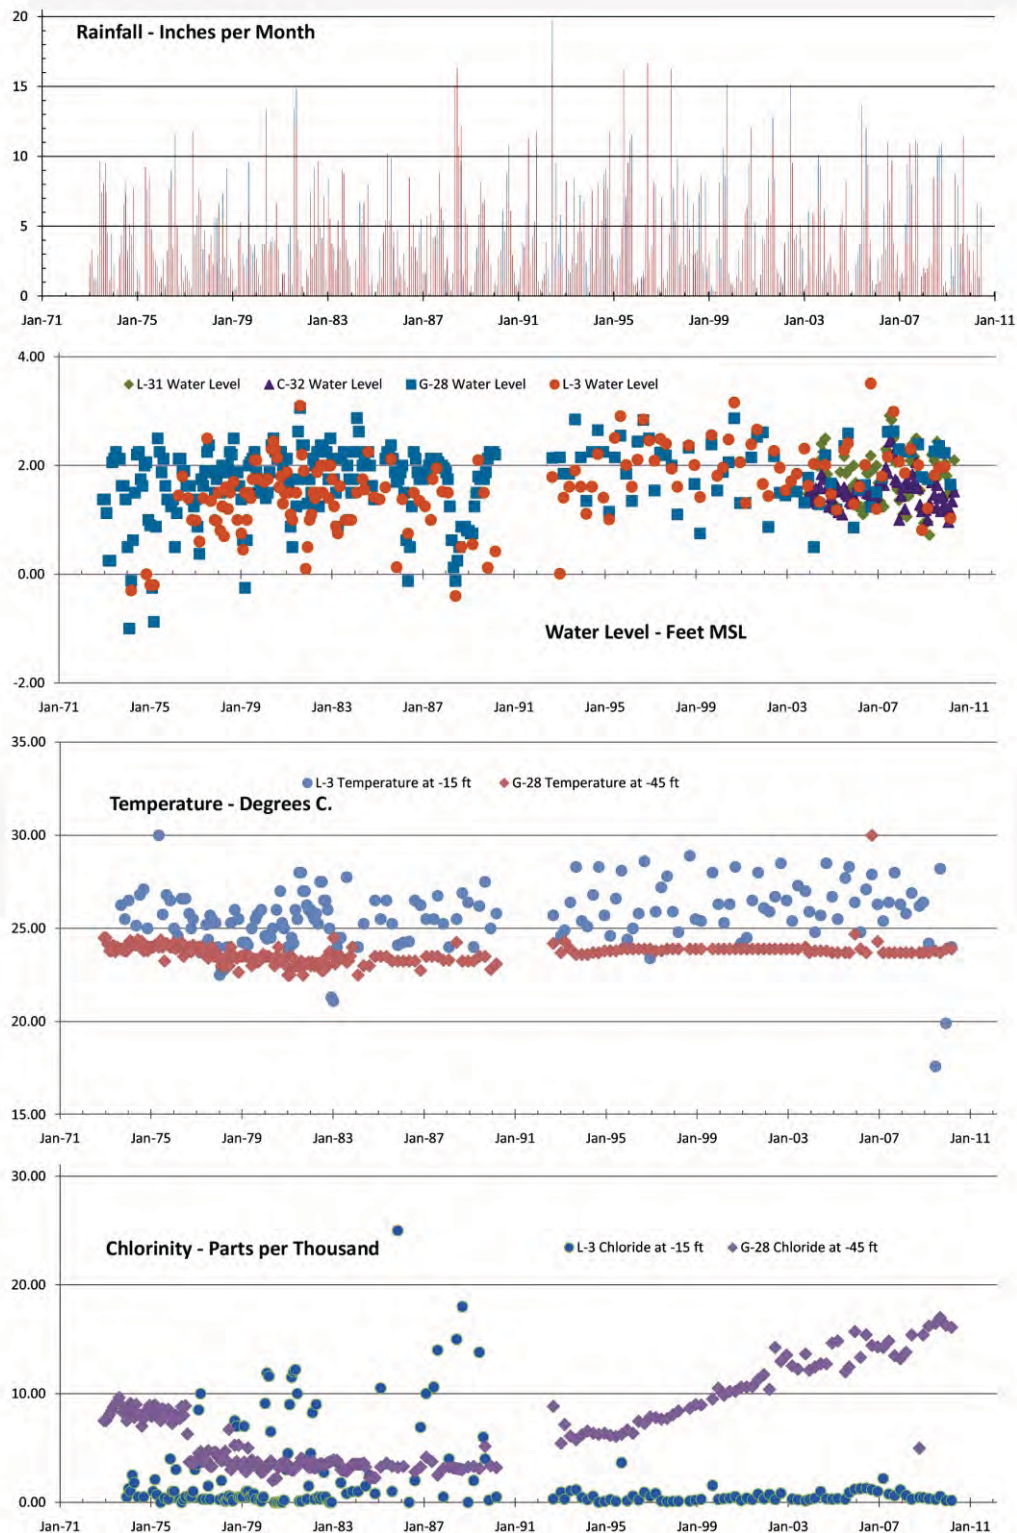 20
Rainfall - Inches per Month
15
10
5
0
Jan-71 Jan-75 Jan-79 Jan-83 Jan-87 Jan-91 Jan-95 Jan-99 Jan-03 Jan-07 Jan-11
4.00
L-31 Water Level C-32 Water Level G-28 Water Level L-3 Water Level
2.00
0.00
Water Level - Feet MSL
-2.00
Jan-71 Jan-75 Jan-79 Jan-83 Jan-87 Jan-91 Jan-95 Jan-99 Jan-03 Jan-07 Jan-11
35.00
L-3 Temperature at -15 ft G-28 Temperature at -45 ft
Temperature - Degrees C.
30.00
25.00
20.00
15.00
Jan-71 Jan-75 Jan-79 Jan-83 Jan-87 Jan-91 Jan-95 Jan-99 Jan-03 Jan-07 Jan-11
30.00
Chlorinity - Parts per Thousand
L-3 Chloride at -15 ft G-28 Chloride at -45 ft
20.00
10.00
0.00
Jan-71 Jan-75 Jan-79 Jan-83 Jan-87 Jan-91 Jan-95 Jan-99 Jan-03 Jan-07 Jan-11